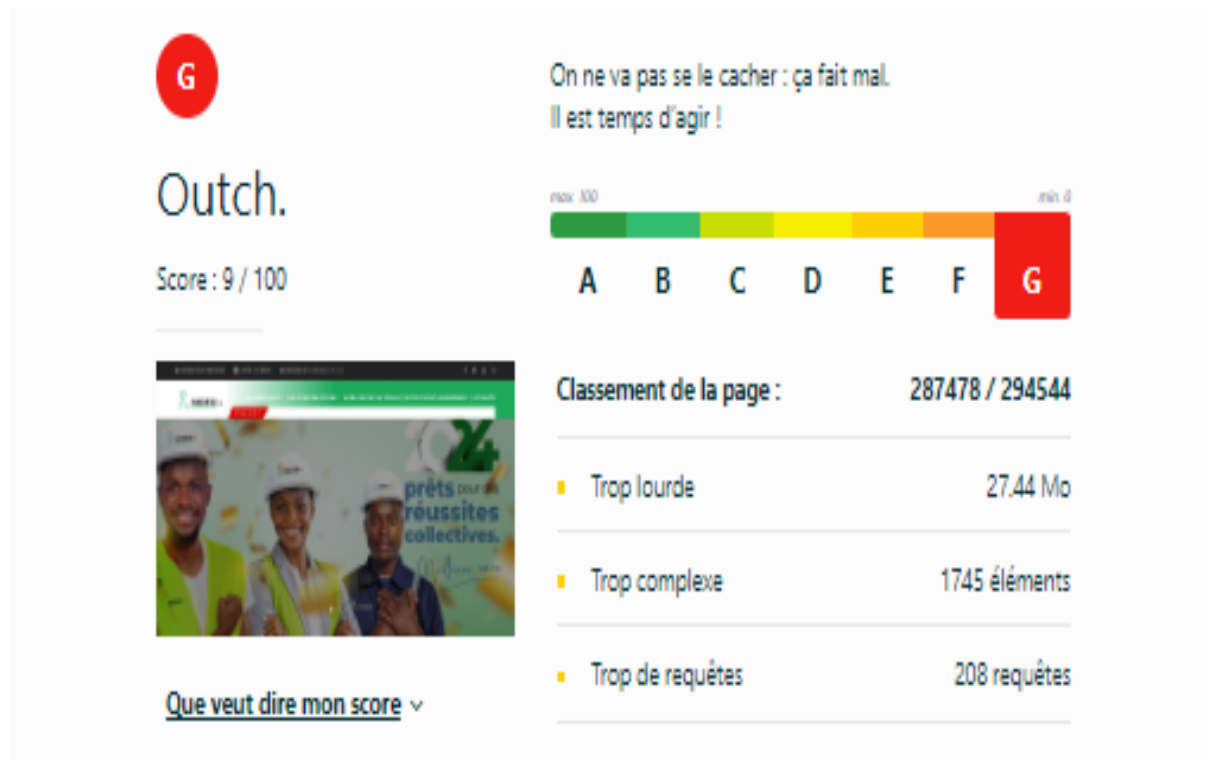 G
Outch.
Score : 9 / 100
On ne va pas se le cacher : ça fait mal.
Il est temps d'agir !
max. 100
min. 0
A B C D E F G
Classement de la page : 287478 / 294544
Trop lourde 27.44 Mo
Trop complexe 1745 éléments
Trop de requêtes 208 requêtes
2024
prêts pour des
réussites
collectives.
Que veut dire mon score